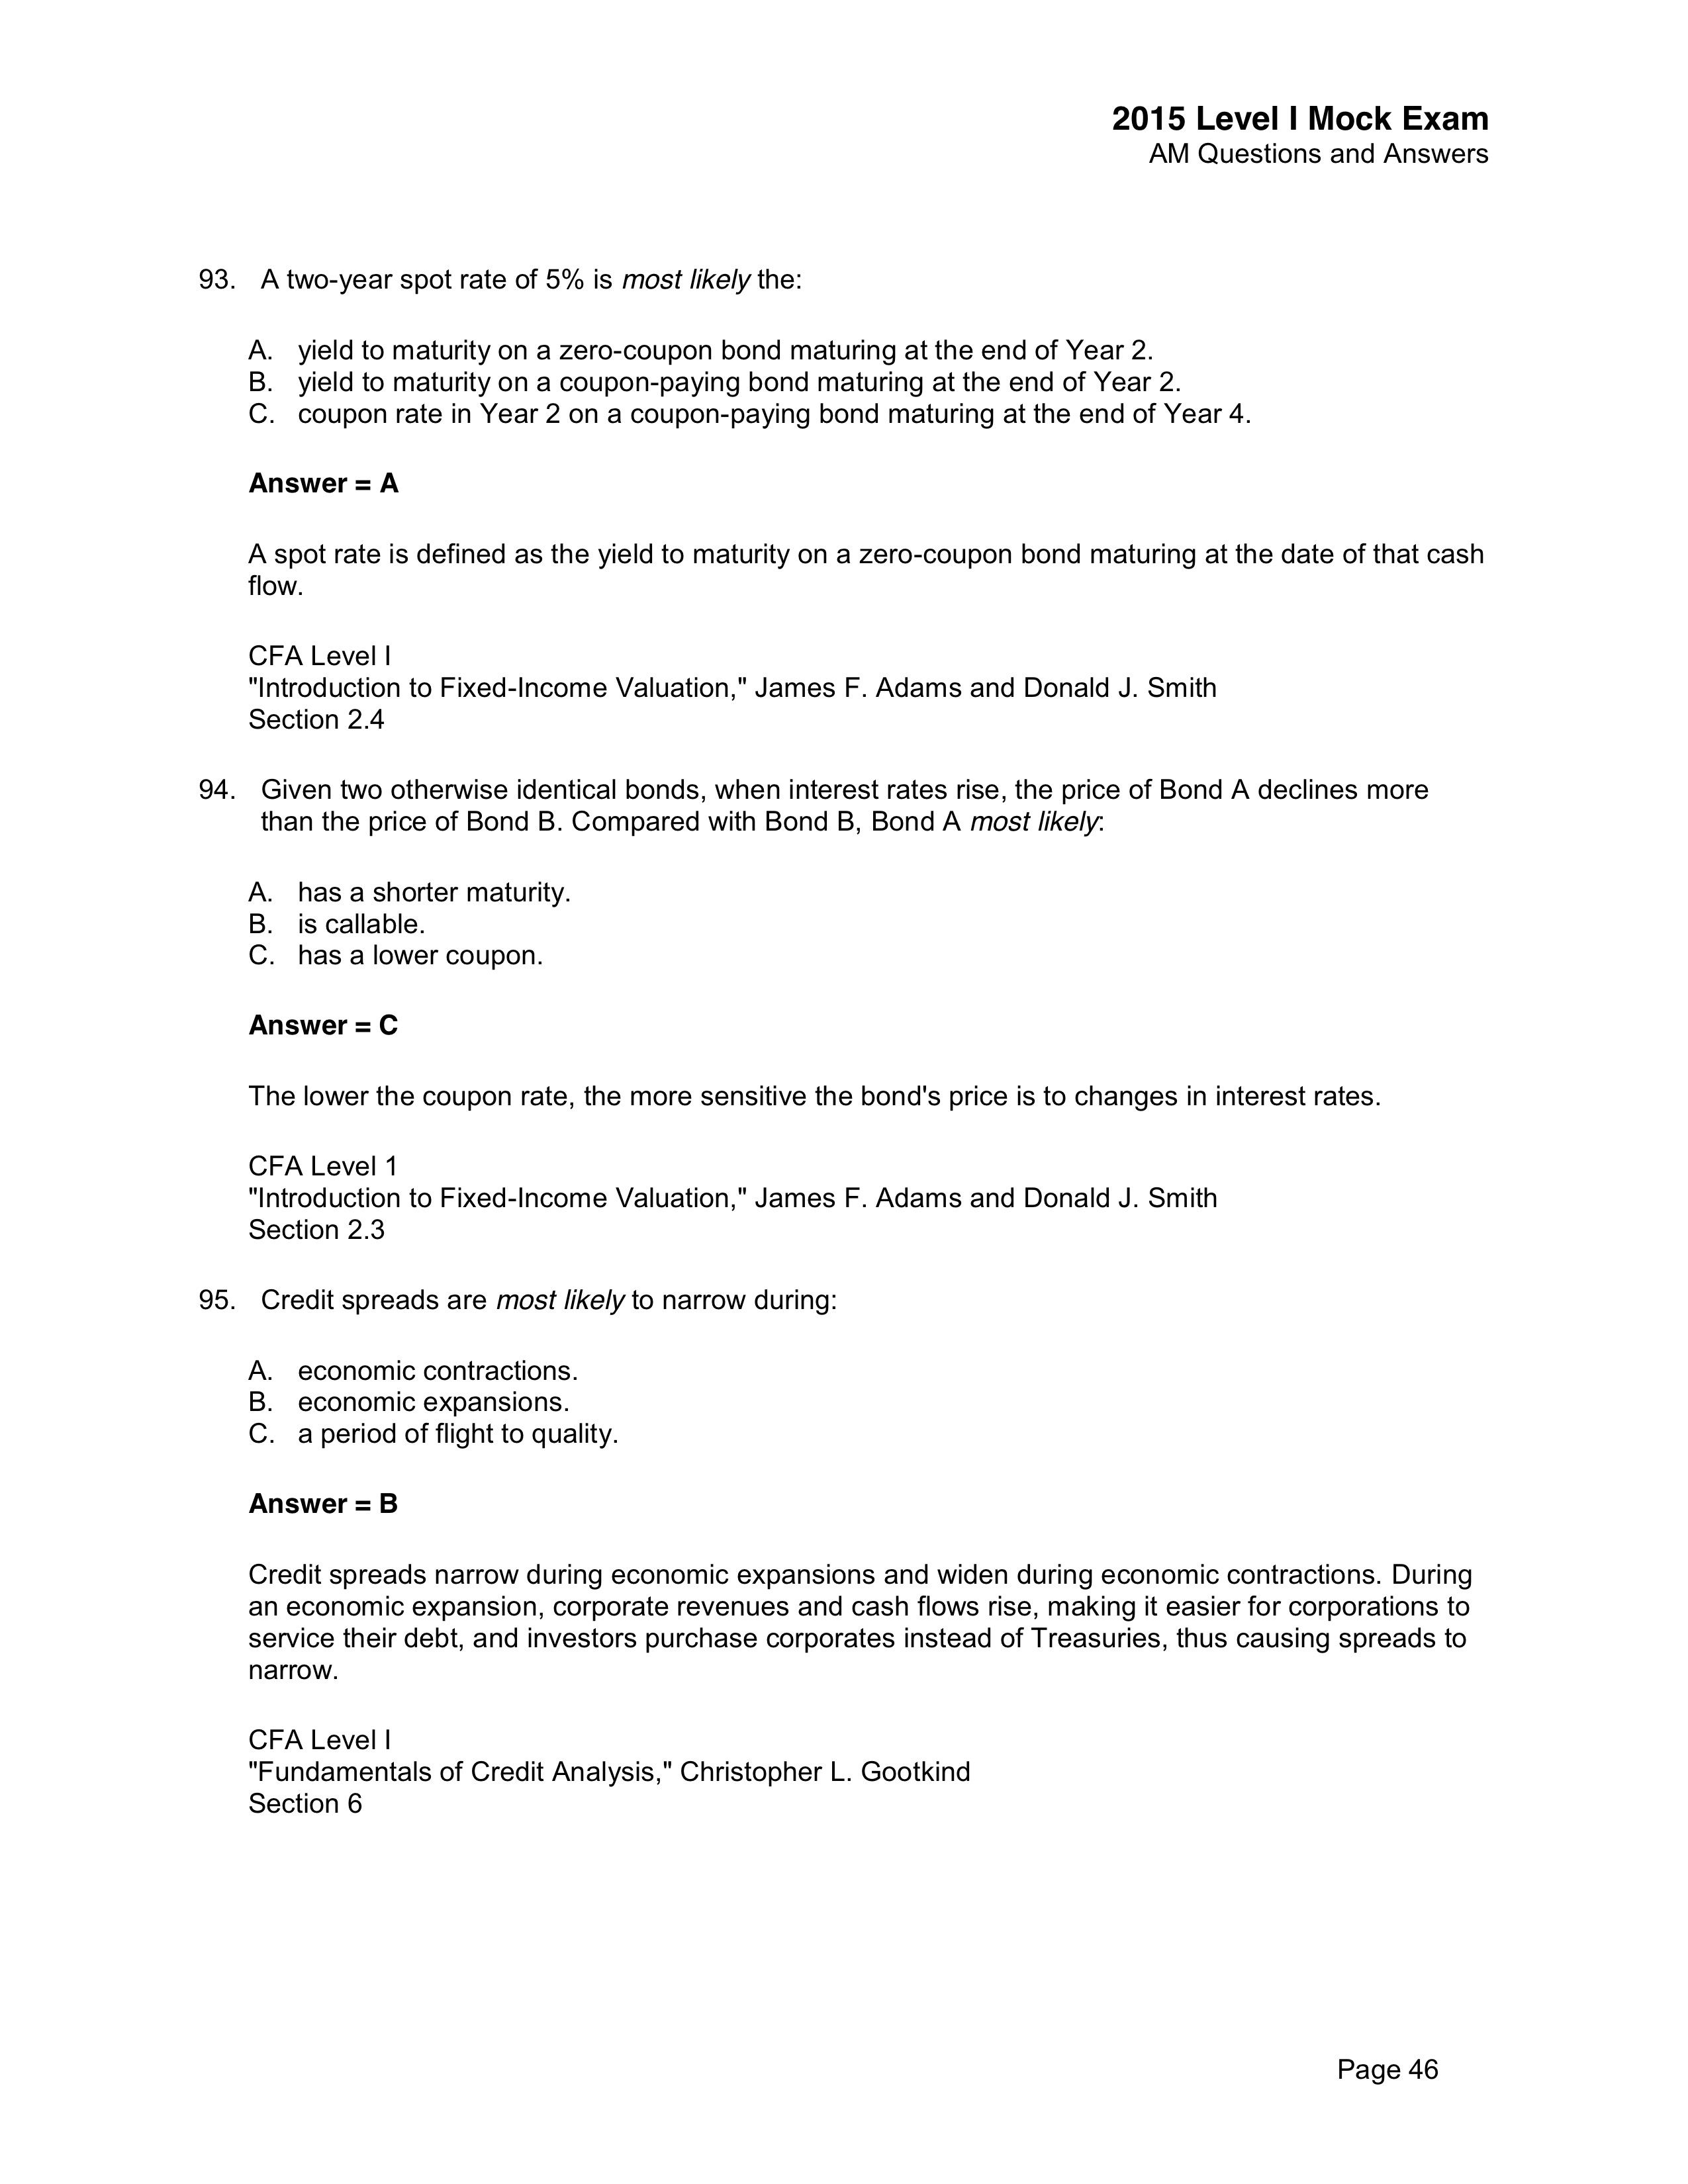 2015 Level I Mock Exam
AM Questions and Answers
93. A two-year spot rate of 5% is most likely the:
A. yield to maturity on a zero-coupon bond maturing at the end of Year 2.
B. yield to maturity on a coupon-paying bond maturing at the end of Year 2.
C. coupon rate in Year 2 on a coupon-paying bond maturing at the end of Year 4.
Answer = A
A spot rate is defined as the yield to maturity on a zero-coupon bond maturing at the date of that cash
flow.
CFA Level I
"Introduction to Fixed-Income Valuation," James F. Adams and Donald J. Smith
Section 2.4
94. Given two otherwise identical bonds, when interest rates rise, the price of Bond A declines more
than the price of Bond B. Compared with Bond B, Bond A most likely:
A. has a shorter maturity.
B. is callable.
C. has a lower coupon.
Answer = C
The lower the coupon rate, the more sensitive the bond's price is to changes in interest rates.
CFA Level 1
"Introduction to Fixed-Income Valuation," James F. Adams and Donald J. Smith
Section 2.3
95. Credit spreads are most likely to narrow during:
A. economic contractions.
B. economic expansions.
C. a period of flight to quality.
Answer = B
Credit spreads narrow during economic expansions and widen during economic contractions. During
an economic expansion, corporate revenues and cash flows rise, making it easier for corporations to
service their debt, and investors purchase corporates instead of Treasuries, thus causing spreads to
narrow.
CFA Level I
"Fundamentals of Credit Analysis," Christopher L. Gootkind
Section 6
Page 46